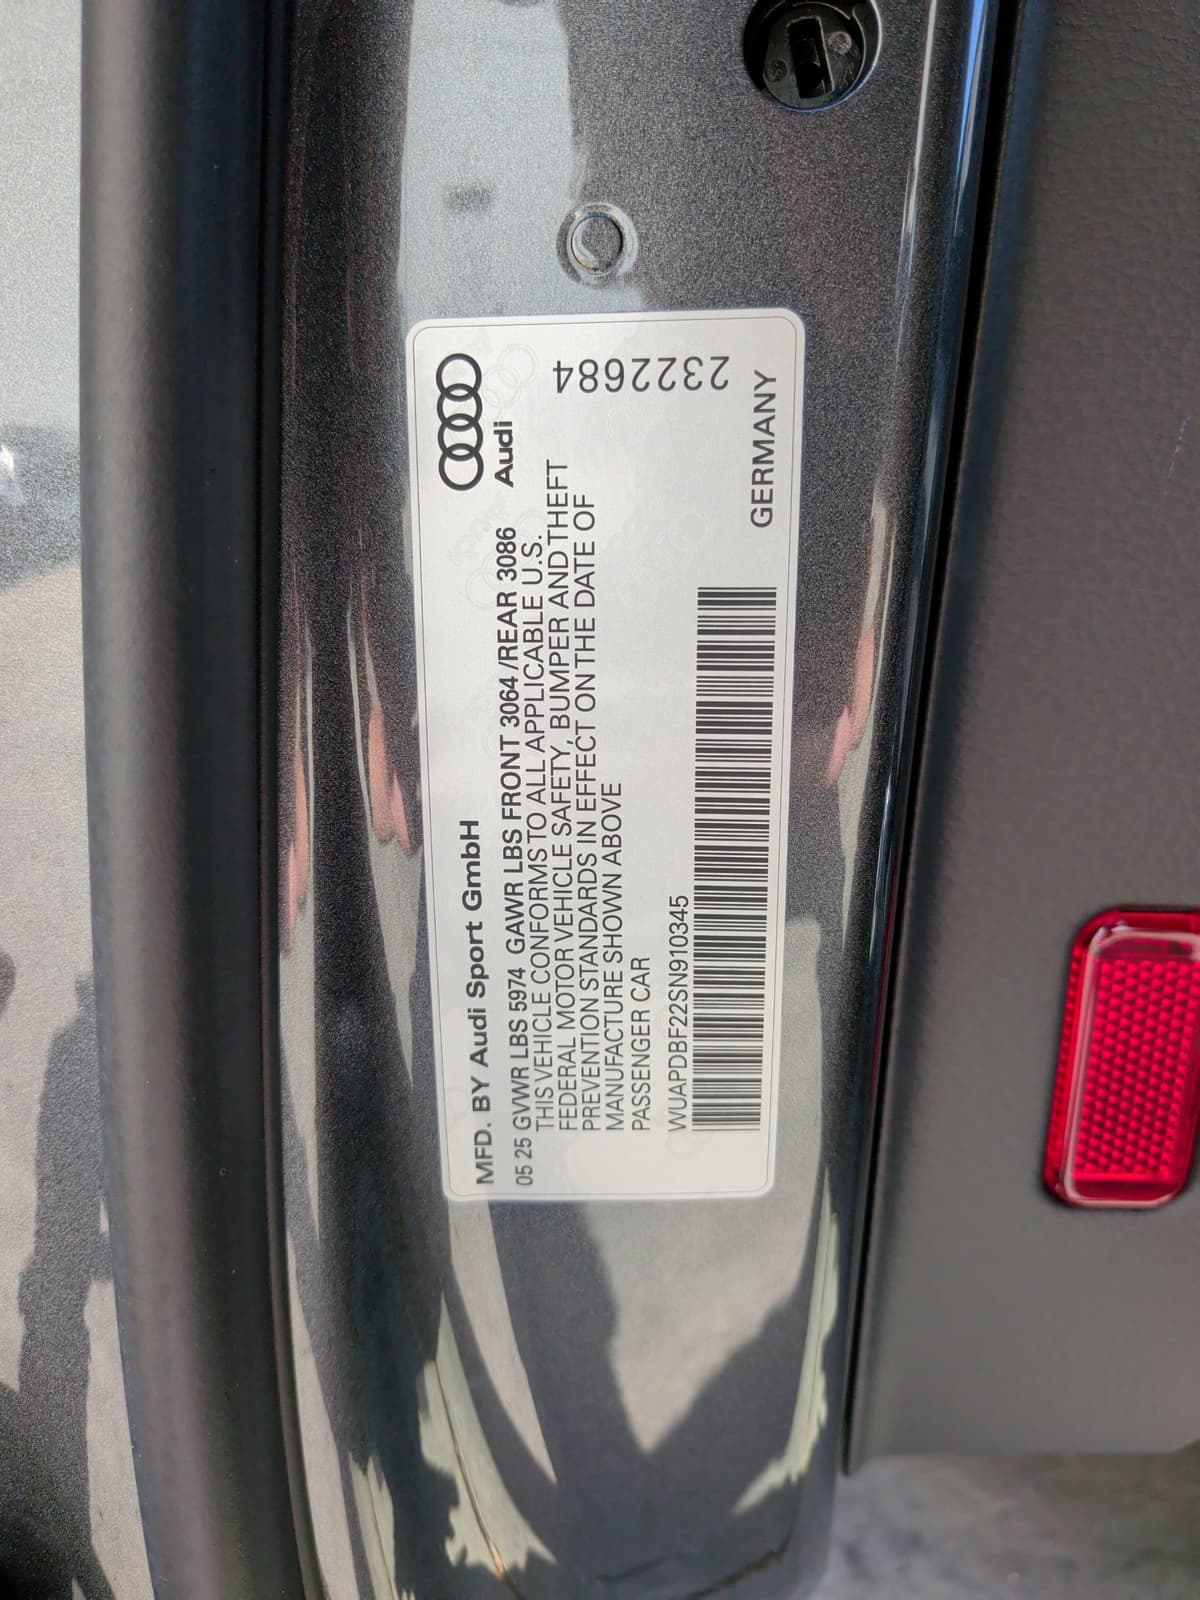 Audi
MFD. BY Audi Sport GmbH
05 25 GVWR LBS 5974 GAWR LBS FRONT 3064 /REAR 3086
THIS VEHICLE CONFORMS TO ALL APPLICABLE U.S.
FEDERAL MOTOR VEHICLE SAFETY, BUMPER AND THEFT
PREVENTION STANDARDS IN EFFECT ON THE DATE OF
MANUFACTURE SHOWN ABOVE
PASSENGER CAR
WUAPDBF22SN910345
2322684
GERMANY